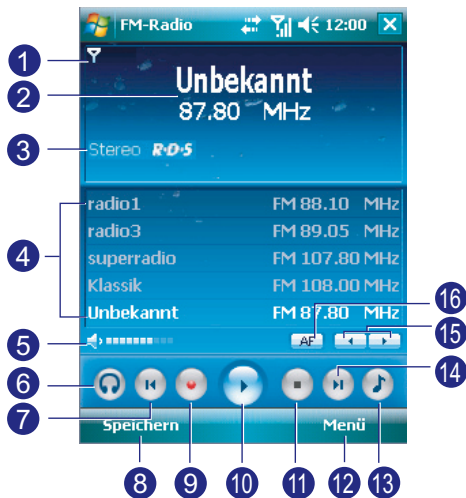 FM-Radio 12:00
1
2
Unbekannt
87.80 MHz
3
Stereo R·D·S
radio1 FM 88.10 MHz
radio3 FM 89.05 MHz
4
superradio FM 107.80 MHz
Klassik FM 108.00 MHz
16
Unbekannt FM 87.80 MHz
15
5
AF
6
14
7
Speichern Menü
8
9
10
11
12
13